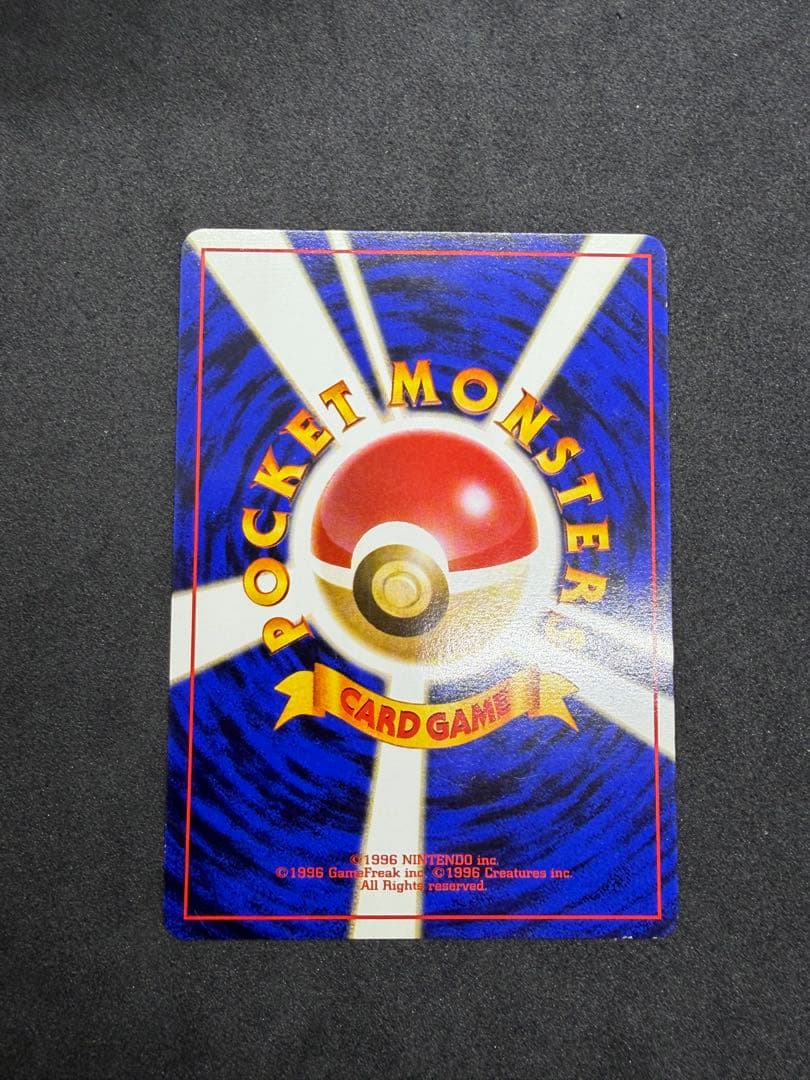 POCKET MONSTERS
CARD GAME
©1996 NINTENDO inc.
©1996 GameFreak inc. ©1996 Creatures inc.
All Rights reserved.